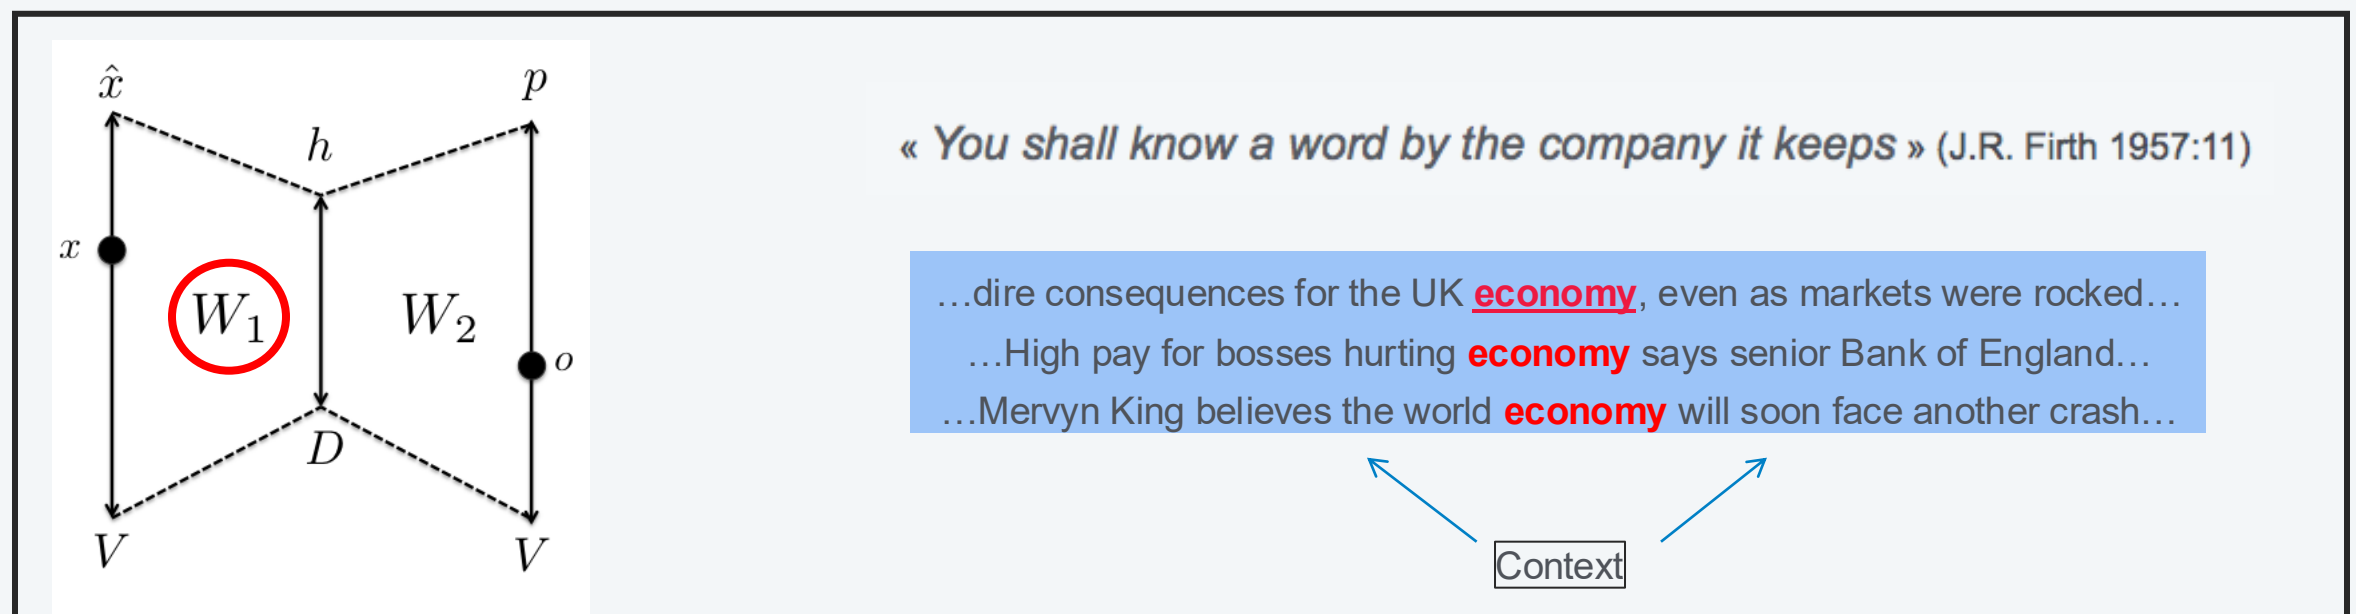 x̂
p
h
x
W₁
W₂
o
D
V
V
« You shall know a word by the company it keeps » (J.R. Firth 1957:11)
…dire consequences for the UK economy, even as markets were rocked…
…High pay for bosses hurting economy says senior Bank of England…
…Mervyn King believes the world economy will soon face another crash…
Context